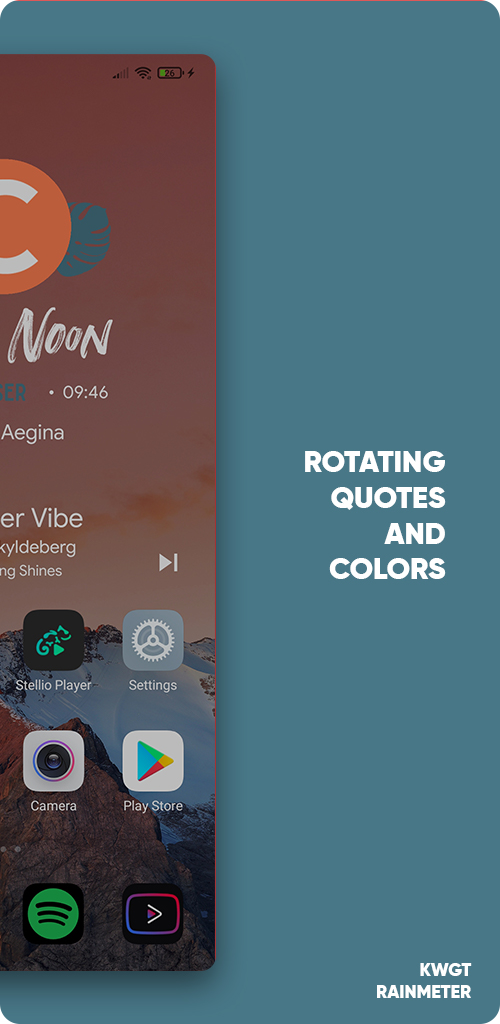 26
C
NOON
SER • 09:46
Aegina
er Vibe
kyldeberg
ng Shines
Stellio Player
Settings
Camera
Play Store
ROTATING
QUOTES
AND
COLORS
KWGT
RAINMETER